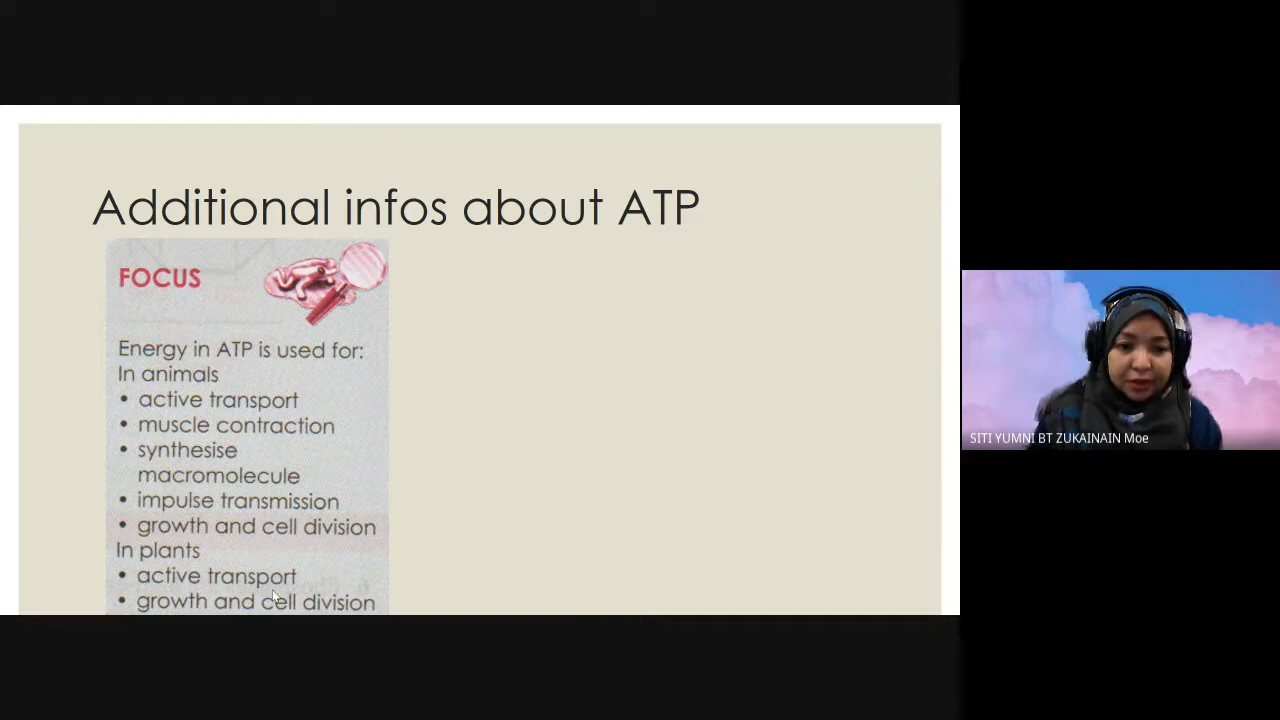 Additional infos about ATP
FOCUS
Energy in ATP is used for:
In animals
• active transport
• muscle contraction
• synthesise
macromolecule
• impulse transmission
• growth and cell division
In plants
• active transport
• growth and cell division
SITI YUMNI BT ZUKAINAIN Moe